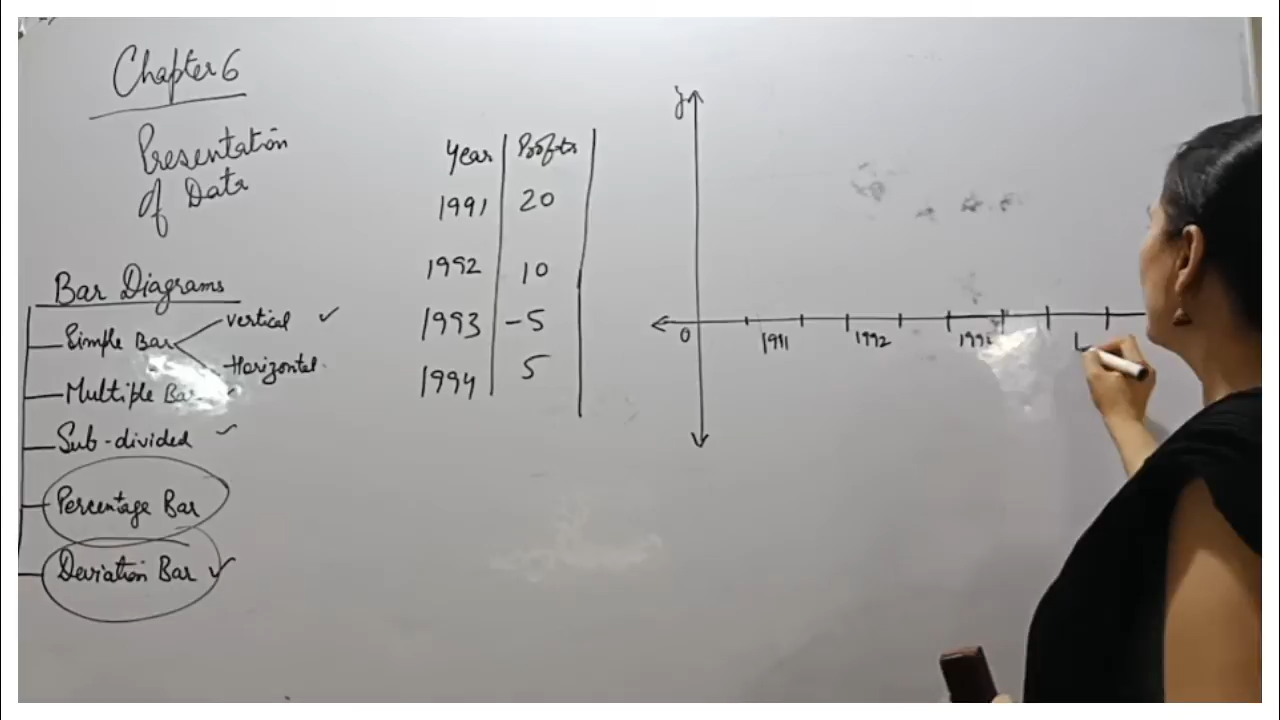 Chapter 6
Presentation
of Data
Bar Diagrams
Simple Bar
vertical ✓
Horizontal
Multiple Bar ✓
Sub-divided ✓
Percentage Bar
Deviation Bar ✓
Year Profits
1991 20
1992 10
1993 -5
1994 5
y
0 1991 1992